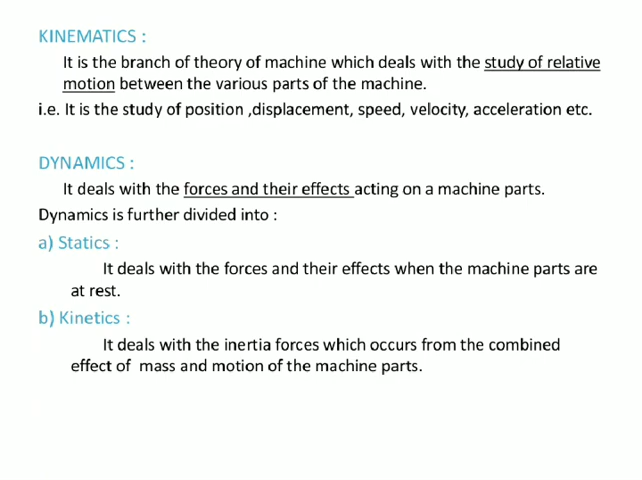 KINEMATICS :
It is the branch of theory of machine which deals with the study of relative
motion between the various parts of the machine.
i.e. It is the study of position ,displacement, speed, velocity, acceleration etc.
DYNAMICS :
It deals with the forces and their effects acting on a machine parts.
Dynamics is further divided into :
a) Statics :
It deals with the forces and their effects when the machine parts are
at rest.
b) Kinetics :
It deals with the inertia forces which occurs from the combined
effect of  mass and motion of the machine parts.